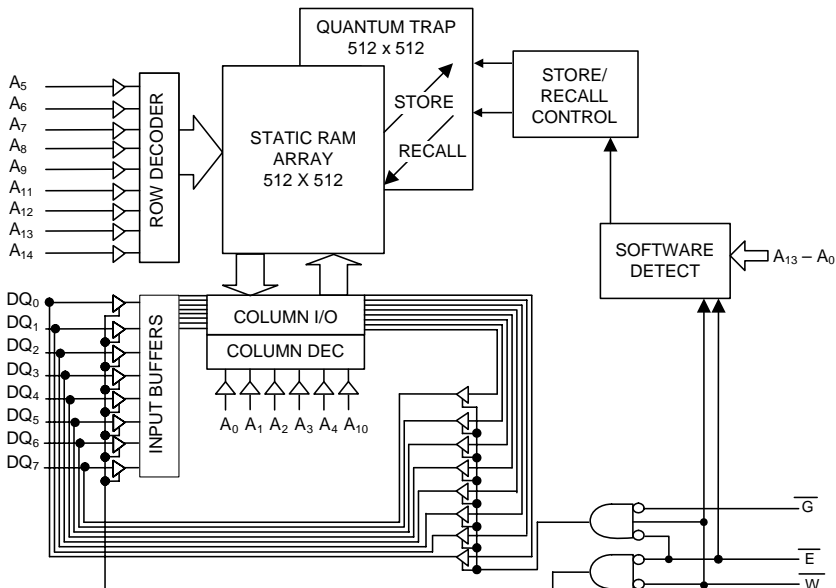 QUANTUM TRAP
512 x 512
STORE/
RECALL
CONTROL
STORE
RECALL
STATIC RAM
ARRAY
512 X 512
A5
A6
A7
A8
A9
A11
A12
A13
A14
ROW DECODER
SOFTWARE
DETECT
A13 – A0
DQ0
DQ1
DQ2
DQ3
DQ4
DQ5
DQ6
DQ7
INPUT BUFFERS
COLUMN I/O
COLUMN DEC
A0 A1 A2 A3 A4 A10
G
E
W